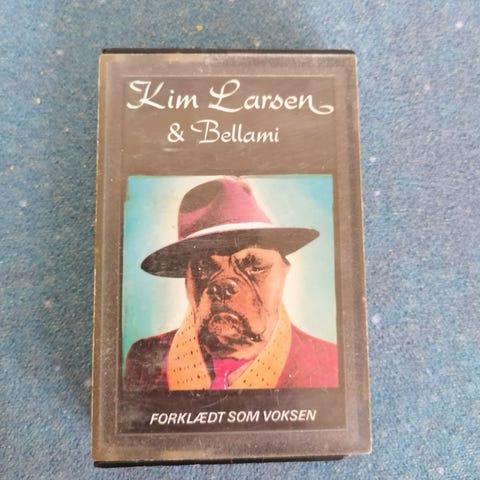 Kim Larsen
& Bellami
FORKLÆDT SOM VOKSEN